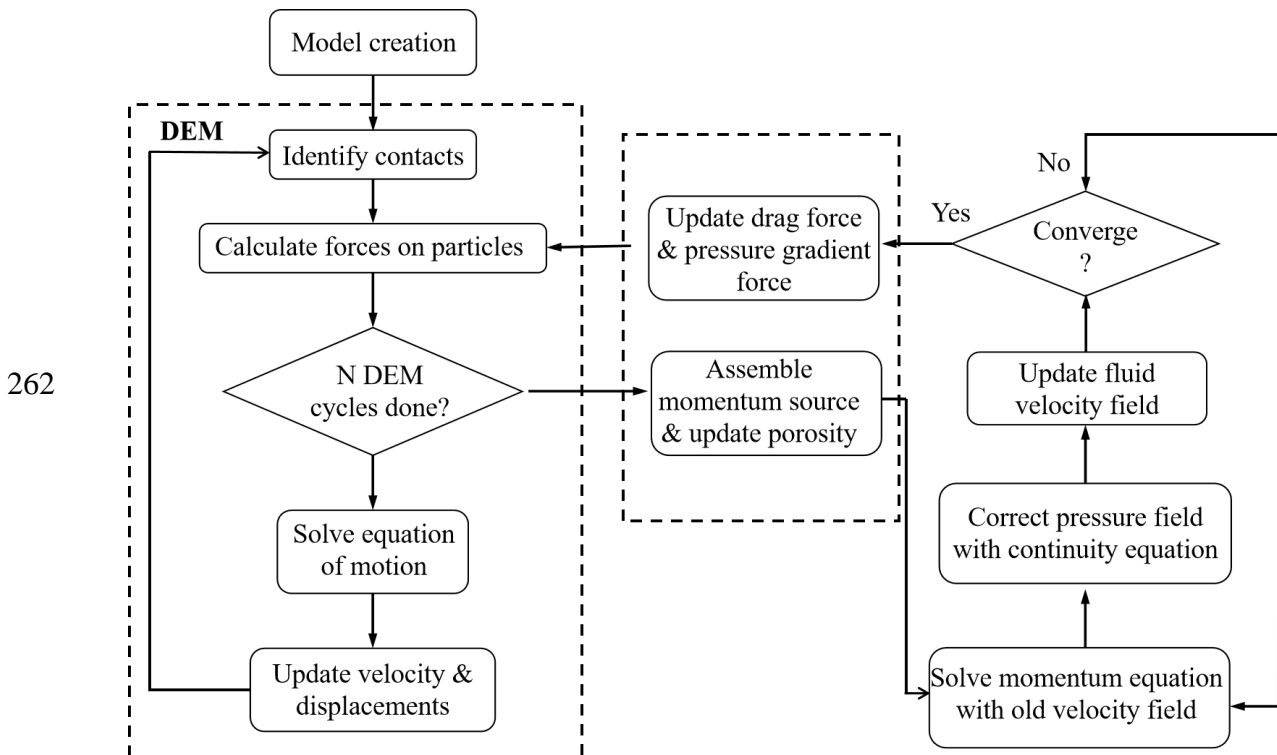 Model creation
DEM
Identify contacts
Calculate forces on particles
N DEM
cycles done?
Solve equation
of motion
Update velocity &
displacements
Update drag force
& pressure gradient
force
Assemble
momentum source
& update porosity
No
Yes
Converge
?
Update fluid
velocity field
Correct pressure field
with continuity equation
Solve momentum equation
with old velocity field
262